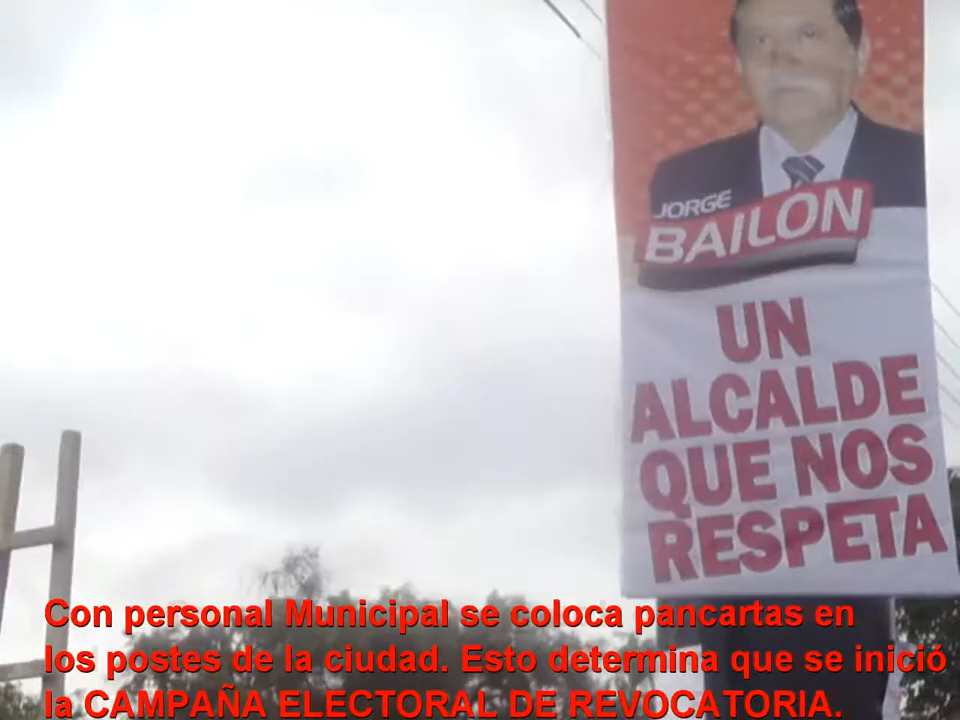 JORGE
BAILÓN
UN
ALCALDE
QUE NOS
RESPETA
Con personal Municipal se coloca pancartas en
los postes de la ciudad. Esto determina que se inició
la CAMPAÑA ELECTORAL DE REVOCATORIA.